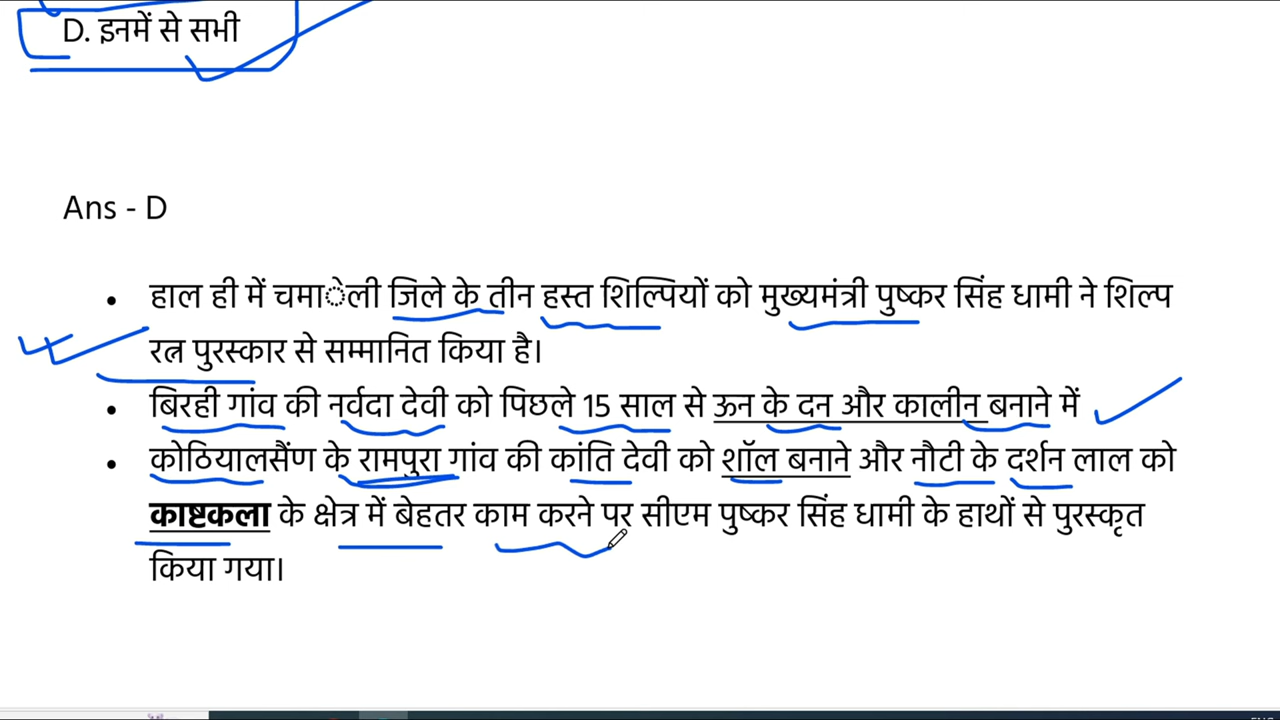 D. इनमें से सभी
Ans - D
• हाल ही में चमाेली जिले के तीन हस्त शिल्पियों को मुख्यमंत्री पुष्कर सिंह धामी ने शिल्प
रत्न पुरस्कार से सम्मानित किया है।
• बिरही गांव की नर्वदा देवी को पिछले 15 साल से ऊन के दन और कालीन बनाने में
• कोठियालसैंण के रामपुरा गांव की कांति देवी को शॉल बनाने और नौटी के दर्शन लाल को
काष्टकला के क्षेत्र में बेहतर काम करने पर सीएम पुष्कर सिंह धामी के हाथों से पुरस्कृत
किया गया।